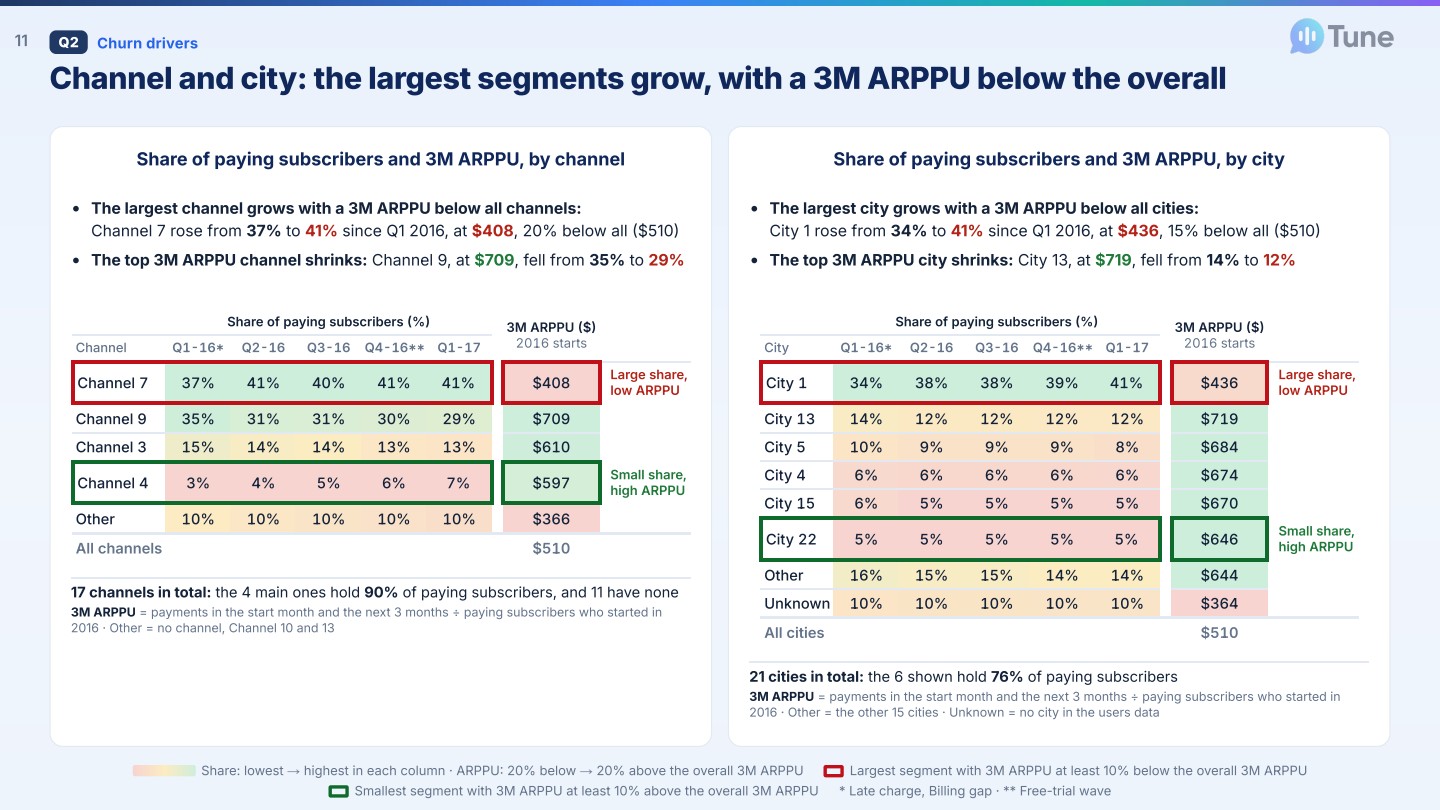 11
Q2 Churn drivers
Tune
Channel and city: the largest segments grow, with a 3M ARPPU below the overall
Share of paying subscribers and 3M ARPPU, by channel
• The largest channel grows with a 3M ARPPU below all channels:
Channel 7 rose from 37% to 41% since Q1 2016, at $408, 20% below all ($510)
• The top 3M ARPPU channel shrinks: Channel 9, at $709, fell from 35% to 29%
Share of paying subscribers (%) 3M ARPPU ($)
Channel Q1-16* Q2-16 Q3-16 Q4-16** Q1-17 2016 starts
Channel 7 37% 41% 40% 41% 41% $408 Large share,
low ARPPU
Channel 9 35% 31% 31% 30% 29% $709
Channel 3 15% 14% 14% 13% 13% $610
Channel 4 3% 4% 5% 6% 7% $597 Small share,
high ARPPU
Other 10% 10% 10% 10% 10% $366
All channels $510
17 channels in total: the 4 main ones hold 90% of paying subscribers, and 11 have none
3M ARPPU = payments in the start month and the next 3 months ÷ paying subscribers who started in
2016 · Other = no channel, Channel 10 and 13
Share of paying subscribers and 3M ARPPU, by city
• The largest city grows with a 3M ARPPU below all cities:
City 1 rose from 34% to 41% since Q1 2016, at $436, 15% below all ($510)
• The top 3M ARPPU city shrinks: City 13, at $719, fell from 14% to 12%
Share of paying subscribers (%) 3M ARPPU ($)
City Q1-16* Q2-16 Q3-16 Q4-16** Q1-17 2016 starts
City 1 34% 38% 38% 39% 41% $436 Large share,
low ARPPU
City 13 14% 12% 12% 12% 12% $719
City 5 10% 9% 9% 9% 8% $684
City 4 6% 6% 6% 6% 6% $674
City 15 6% 5% 5% 5% 5% $670
City 22 5% 5% 5% 5% 5% $646 Small share,
high ARPPU
Other 16% 15% 15% 14% 14% $644
Unknown 10% 10% 10% 10% 10% $364
All cities $510
21 cities in total: the 6 shown hold 76% of paying subscribers
3M ARPPU = payments in the start month and the next 3 months ÷ paying subscribers who started in
2016 · Other = the other 15 cities · Unknown = no city in the users data
Share: lowest → highest in each column · ARPPU: 20% below → 20% above the overall 3M ARPPU Largest segment with 3M ARPPU at least 10% below the overall 3M ARPPU
Smallest segment with 3M ARPPU at least 10% above the overall 3M ARPPU * Late charge, Billing gap · ** Free-trial wave